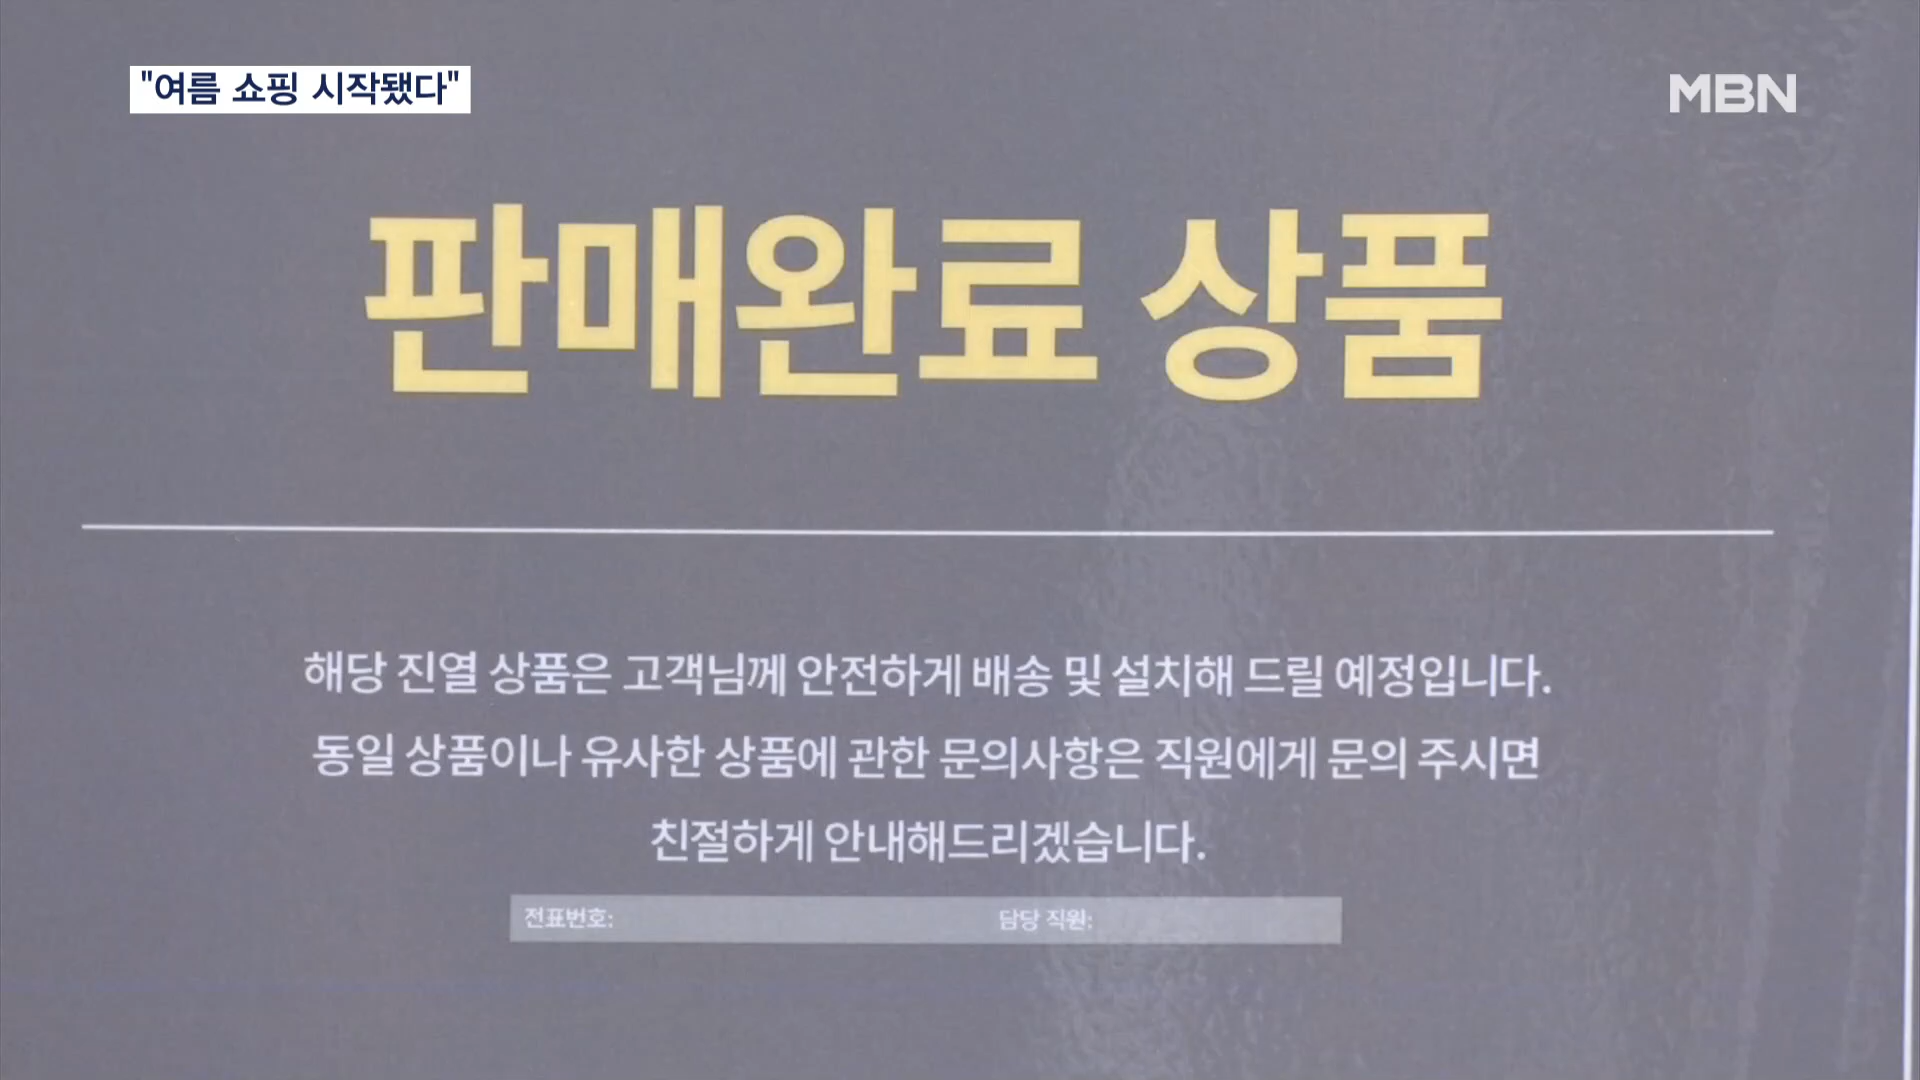 "여름 쇼핑 시작됐다"
MBN
판매완료 상품
해당 진열 상품은 고객님께 안전하게 배송 및 설치해 드릴 예정입니다.
동일 상품이나 유사한 상품에 관한 문의사항은 직원에게 문의 주시면
친절하게 안내해드리겠습니다.
전표번호: 담당 직원: